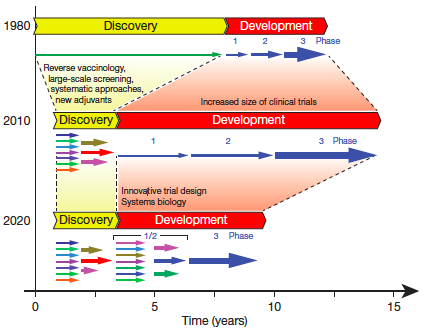 1980 Discovery Development
1 2 3 Phase
Reverse vaccinology,
large-scale screening,
systematic approaches,
new adjuvants
Increased size of clinical trials
2010 Discovery Development
1 2 3 Phase
Innovative trial design
Systems biology
2020 Discovery Development
1/2 3 Phase
0 5 10 15
Time (years)